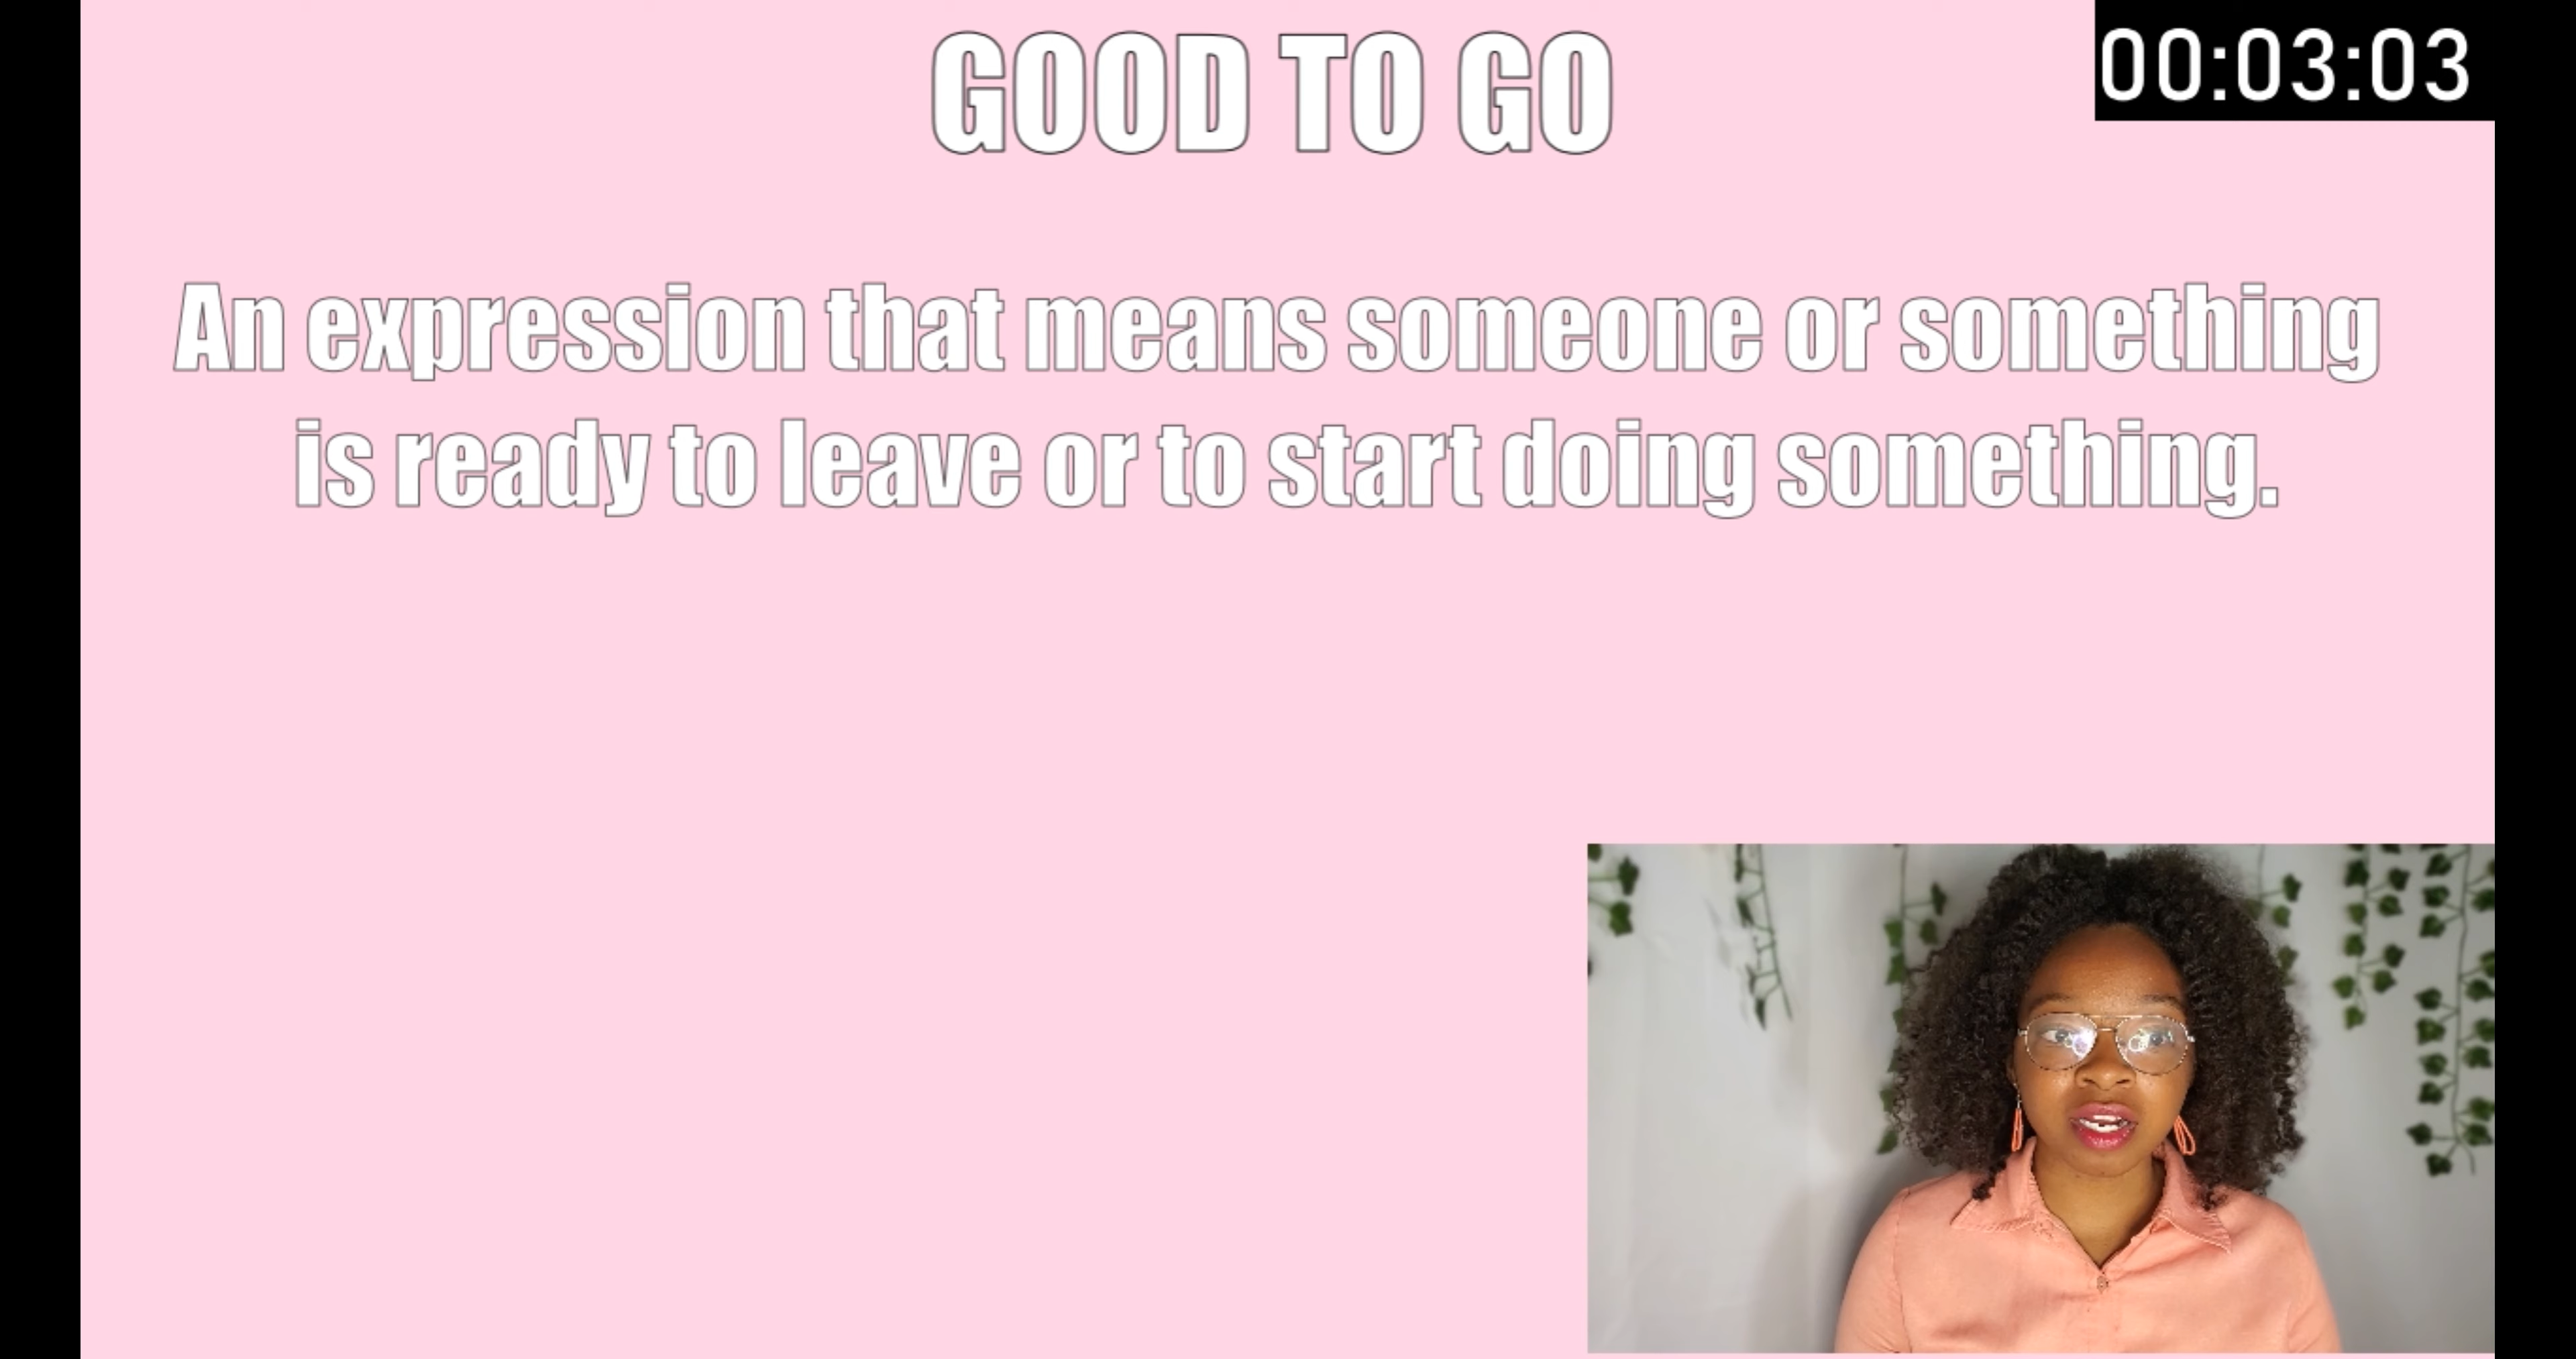 GOOD TO GO
00:03:03
An expression that means someone or something
is ready to leave or to start doing something.